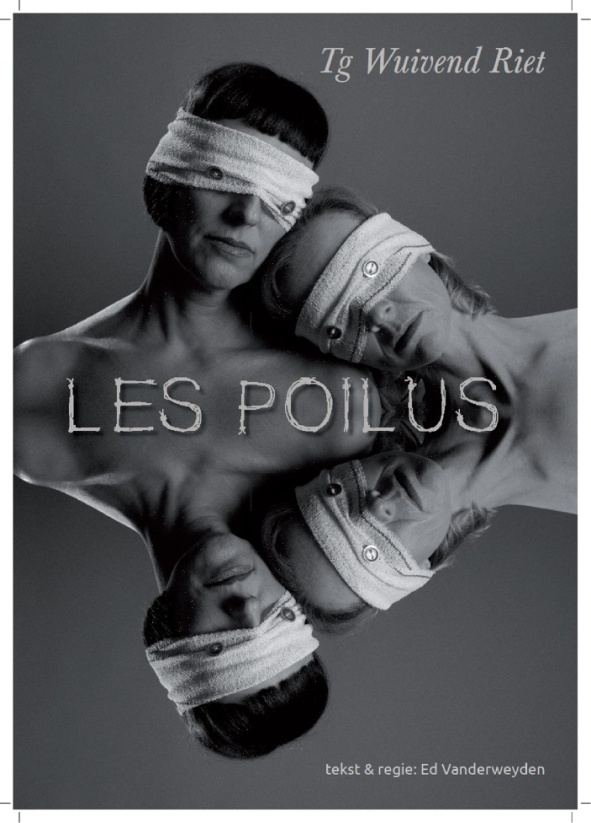 Tg Wuivend Riet
LES POILUS
tekst & regie: Ed Vanderweyden